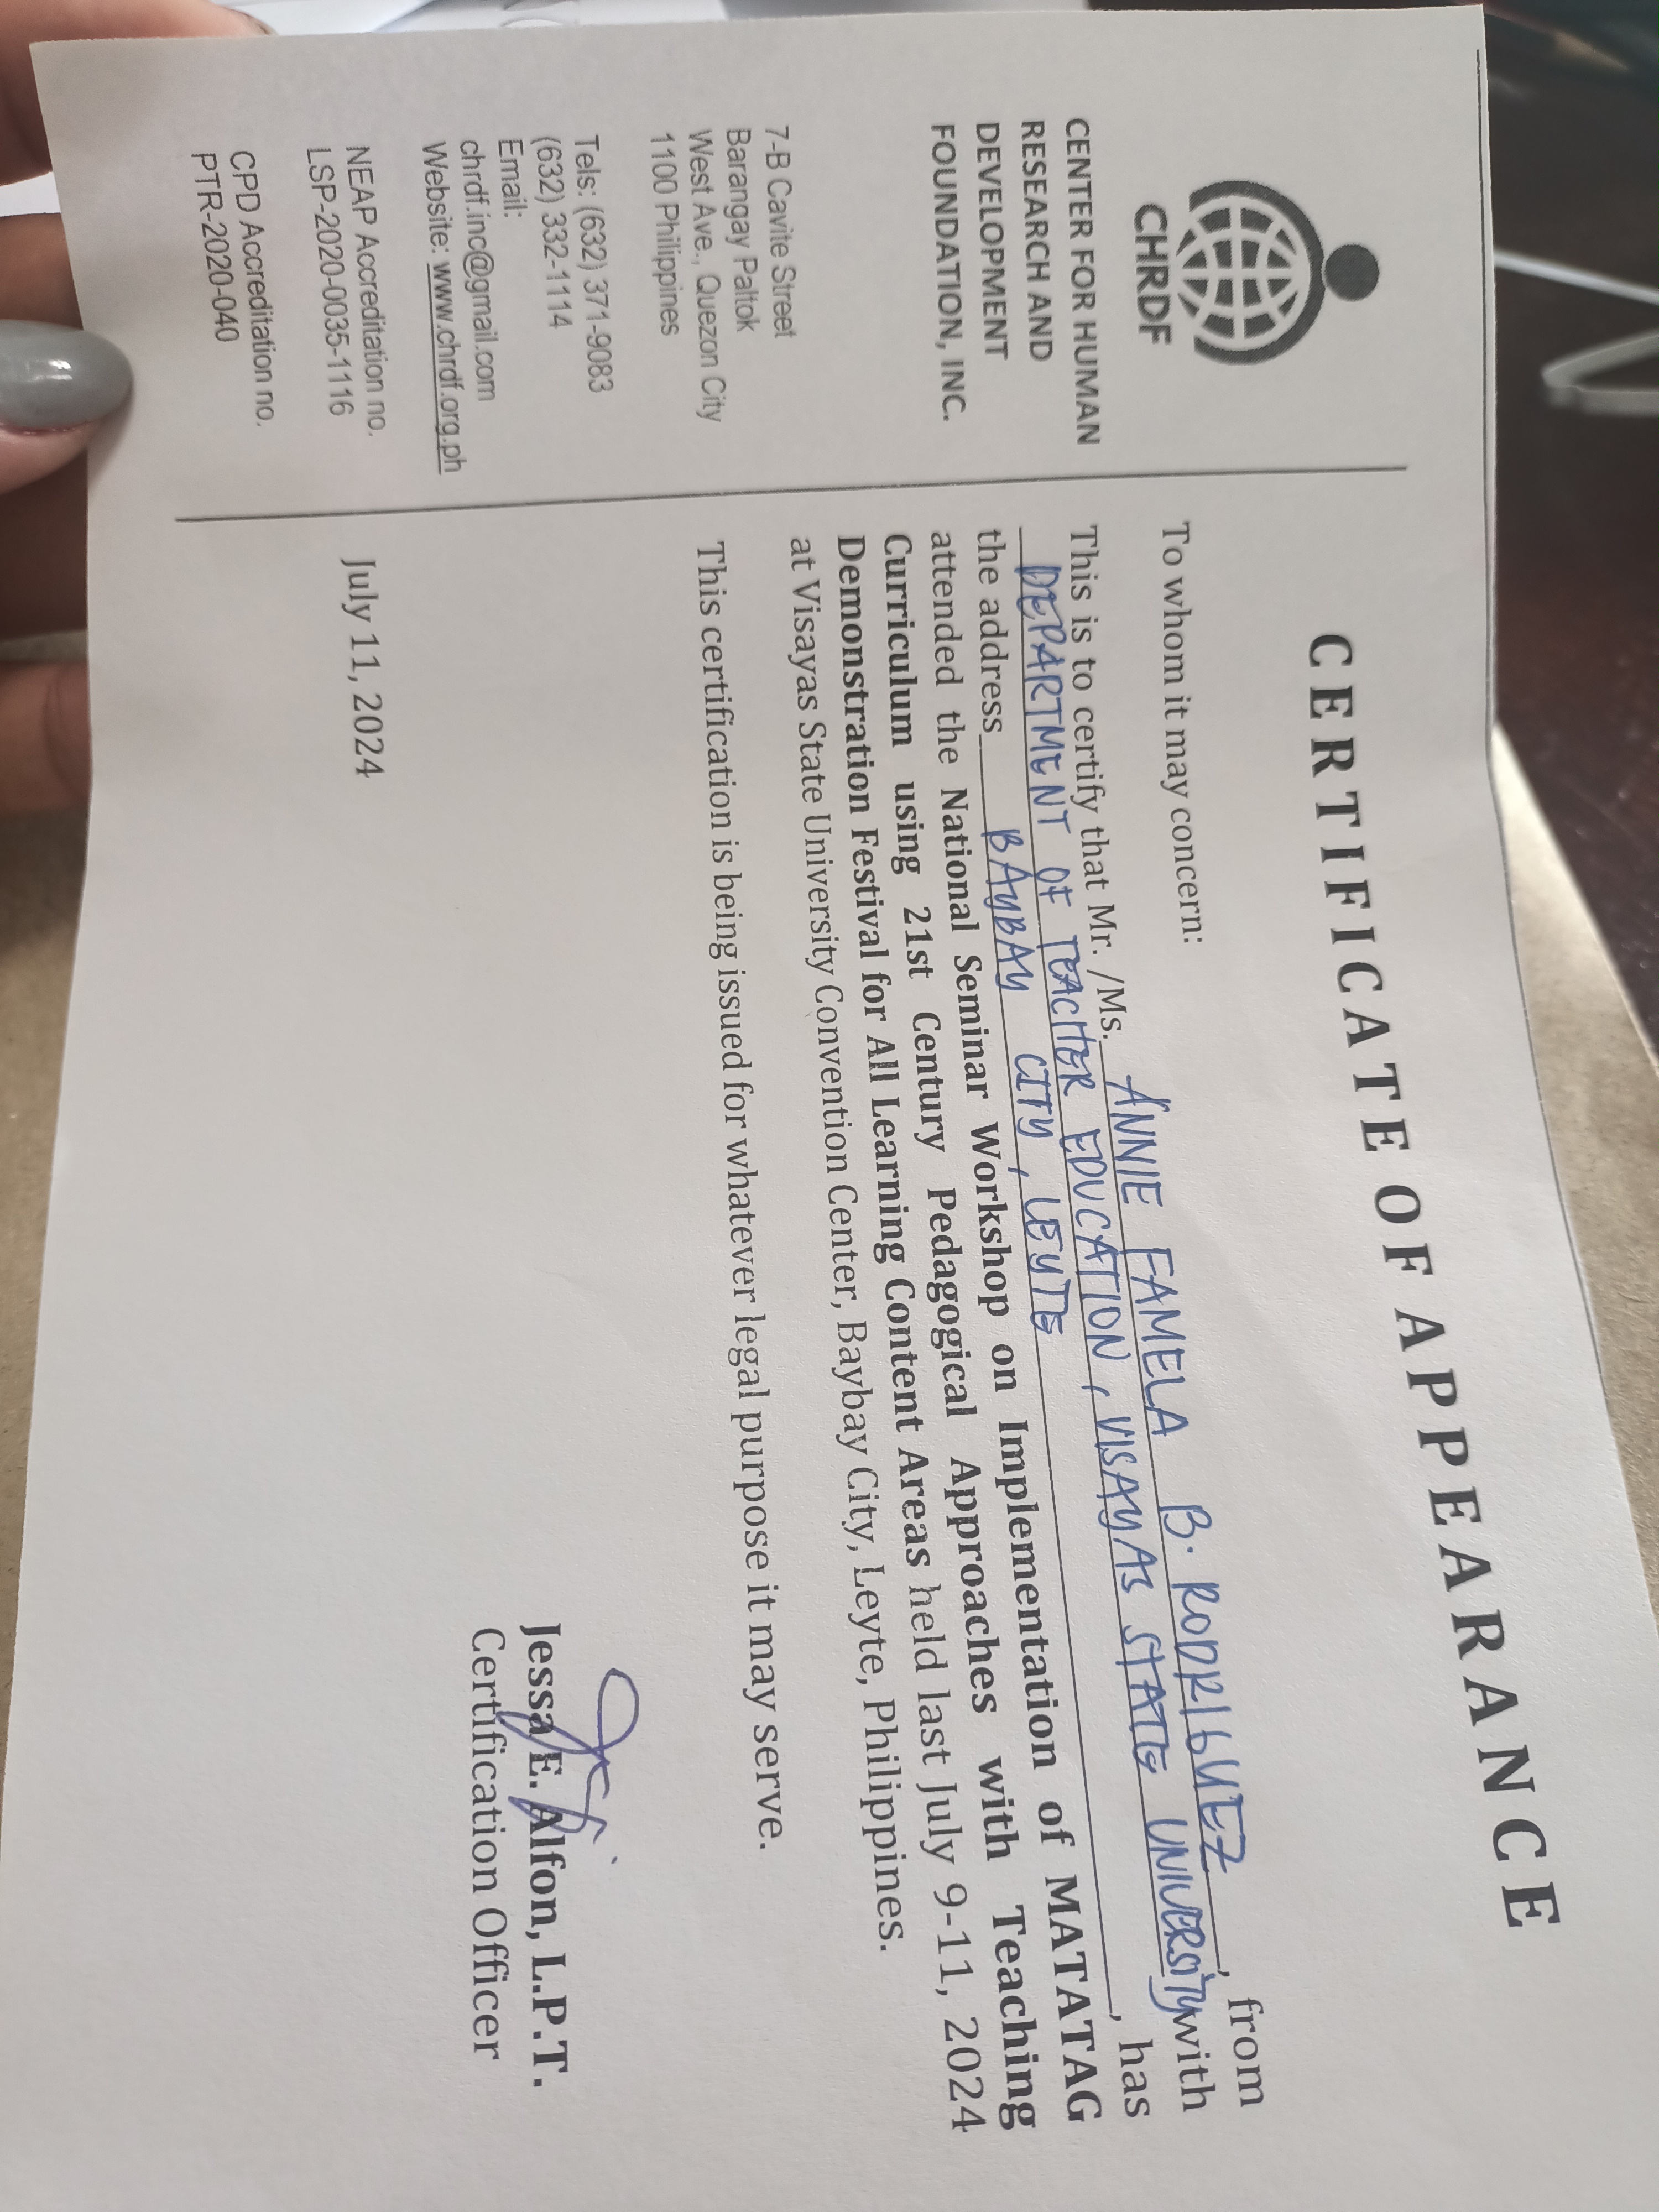 CHRDF
CENTER FOR HUMAN
RESEARCH AND
DEVELOPMENT
FOUNDATION, INC.
7-B Cavite Street
Barangay Paltok
West Ave., Quezon City
1100 Philippines
Tels: (632) 371-9083
(632) 332-1114
Email:
chrdf.inc@gmail.com
Website: www.chrdf.org.ph
NEAP Accreditation no.
LSP-2020-0035-1116
CPD Accreditation no.
PTR-2020-040
CERTIFICATE OF APPEARANCE
To whom it may concern:
This is to certify that Mr. /Ms. ANNIE FAMELA B. RODRIGUEZ, from
DEPARTMENT OF TEACHER EDUCATION, VISAYAS STATE UNIVERSITY with
the address BAYBAY CITY, LEYTE, has
attended the National Seminar Workshop on Implementation of MATATAG
Curriculum using 21st Century Pedagogical Approaches with Teaching
Demonstration Festival for All Learning Content Areas held last July 9-11, 2024
at Visayas State University Convention Center, Baybay City, Leyte, Philippines.
This certification is being issued for whatever legal purpose it may serve.
Jessa E. Alfon, L.P.T.
Certification Officer
July 11, 2024